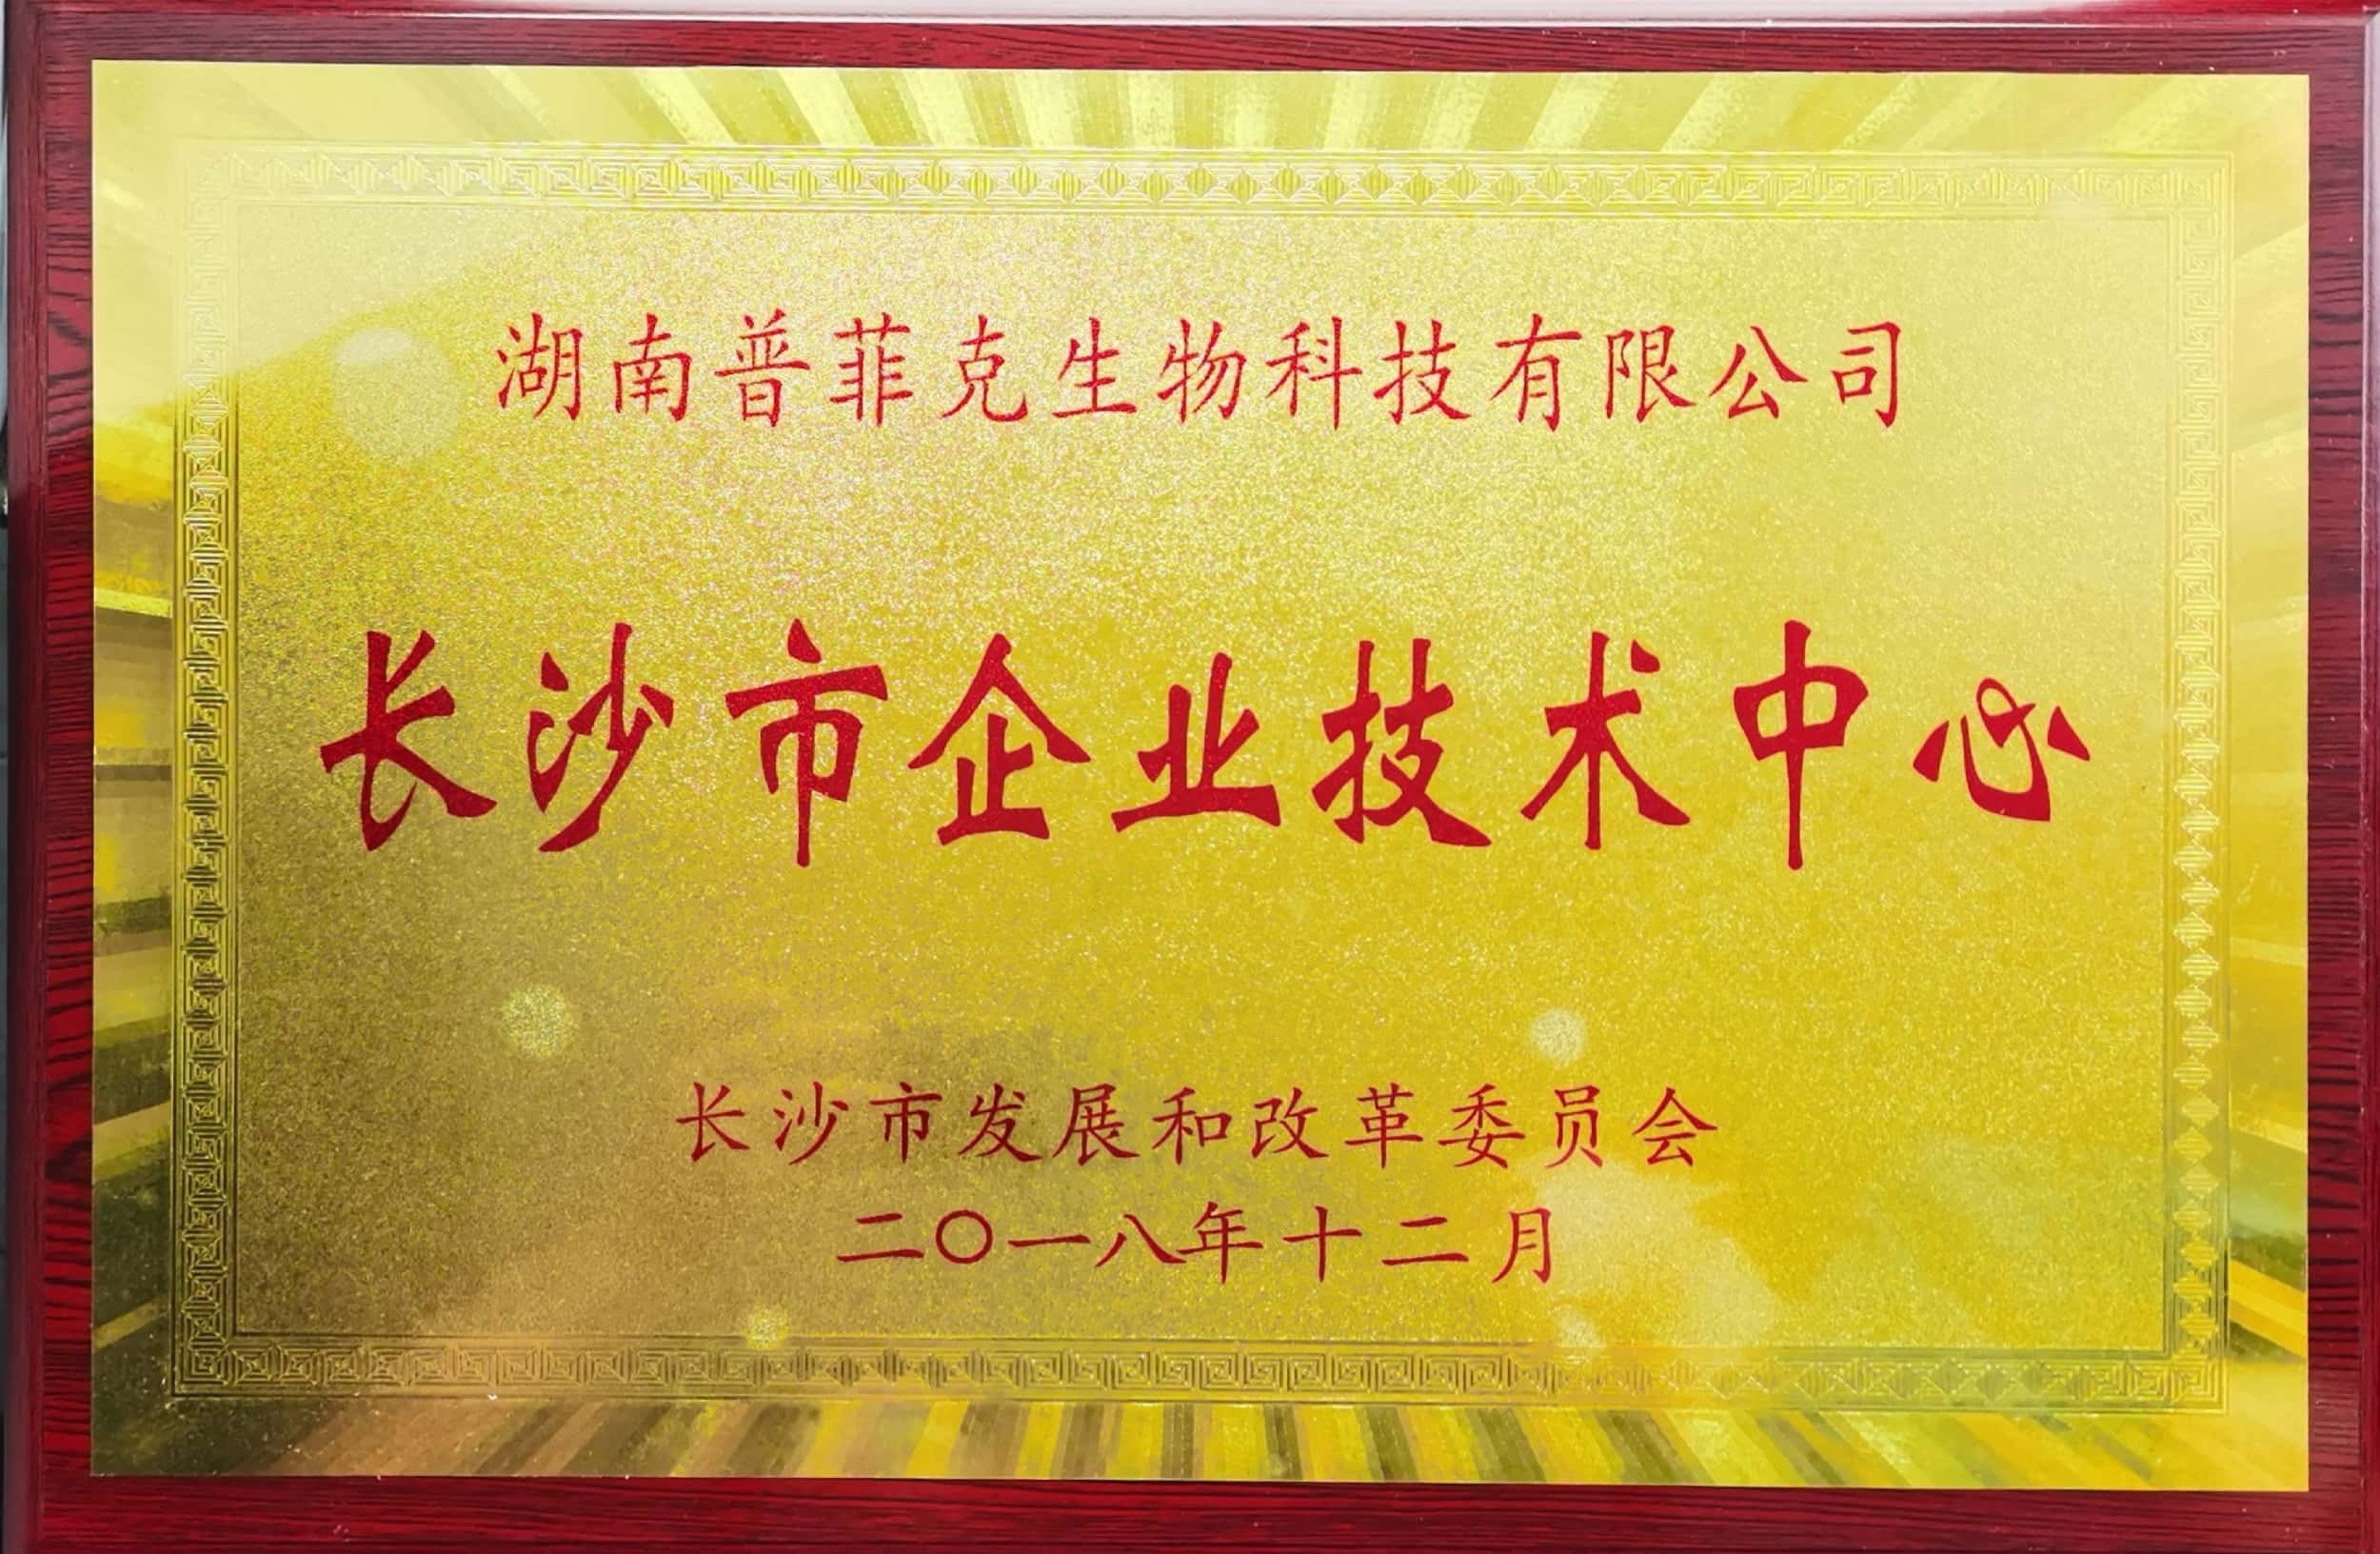 湖南普菲克生物科技有限公司
长沙市企业技术中心
长沙市发展和改革委员会
二〇一八年十二月